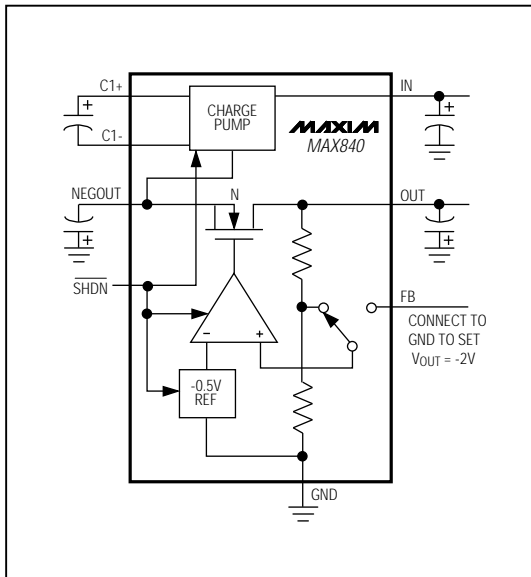 C1+
IN
+
CHARGE
PUMP
MAXIM
MAX840
+
C1-
NEGOUT
N
OUT
+
+
SHDN
FB
CONNECT TO
GND TO SET
VOUT = -2V
−
+
-0.5V
REF
GND